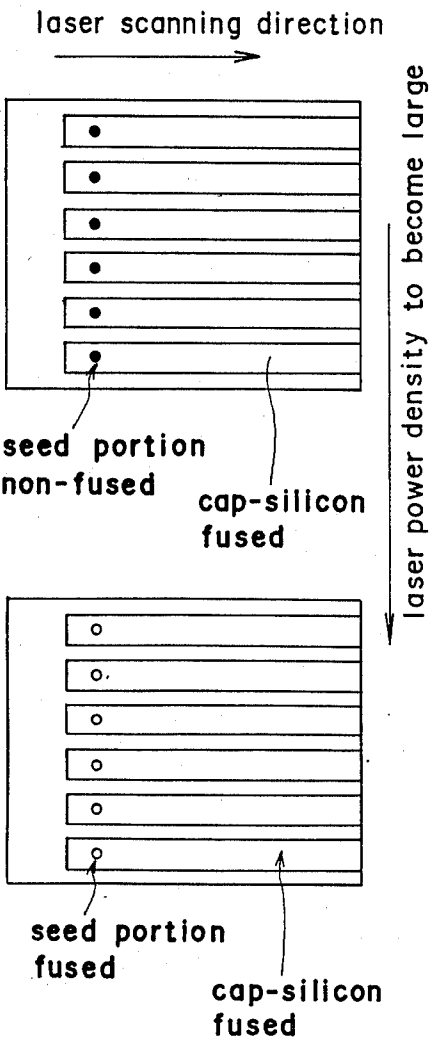 laser scanning direction
laser power density to become large
seed portion
non-fused
cap-silicon
fused
seed portion
fused
cap-silicon
fused